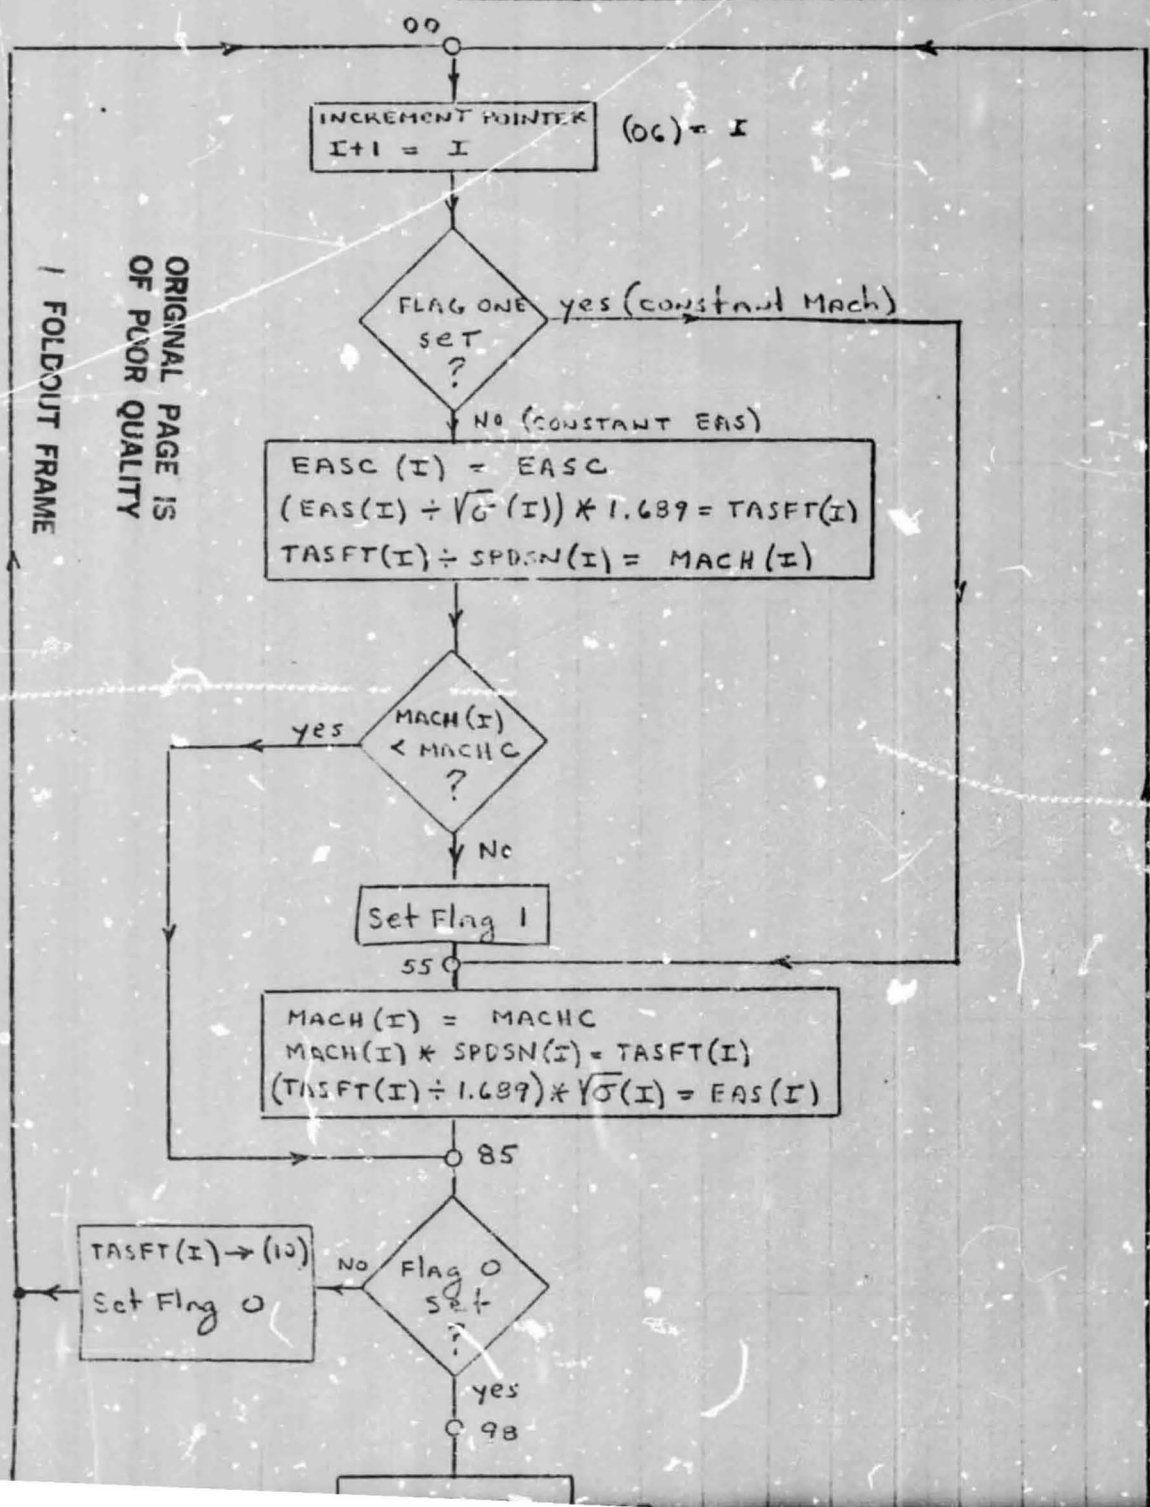 00
INCREMENT POINTER
I+1 = I
(06) = I
FLAG ONE
set
?
yes (constant Mach)
No (CONSTANT EAS)
EASC (I) = EASC
(EAS(I) ÷ √σ(I)) * 1.689 = TASFT(I)
TASFT(I) ÷ SPDSN(I) = MACH(I)
MACH(I)
< MACHC
?
yes
No
Set Flag 1
55
MACH(I) = MACHC
MACH(I) * SPDSN(I) = TASFT(I)
(TASFT(I) ÷ 1.689) * √σ(I) = EAS(I)
85
Flag 0
set
?
No
TASFT(I) → (10)
Set Flag 0
yes
98
ORIGINAL PAGE IS
OF POOR QUALITY
FOLDOUT FRAME